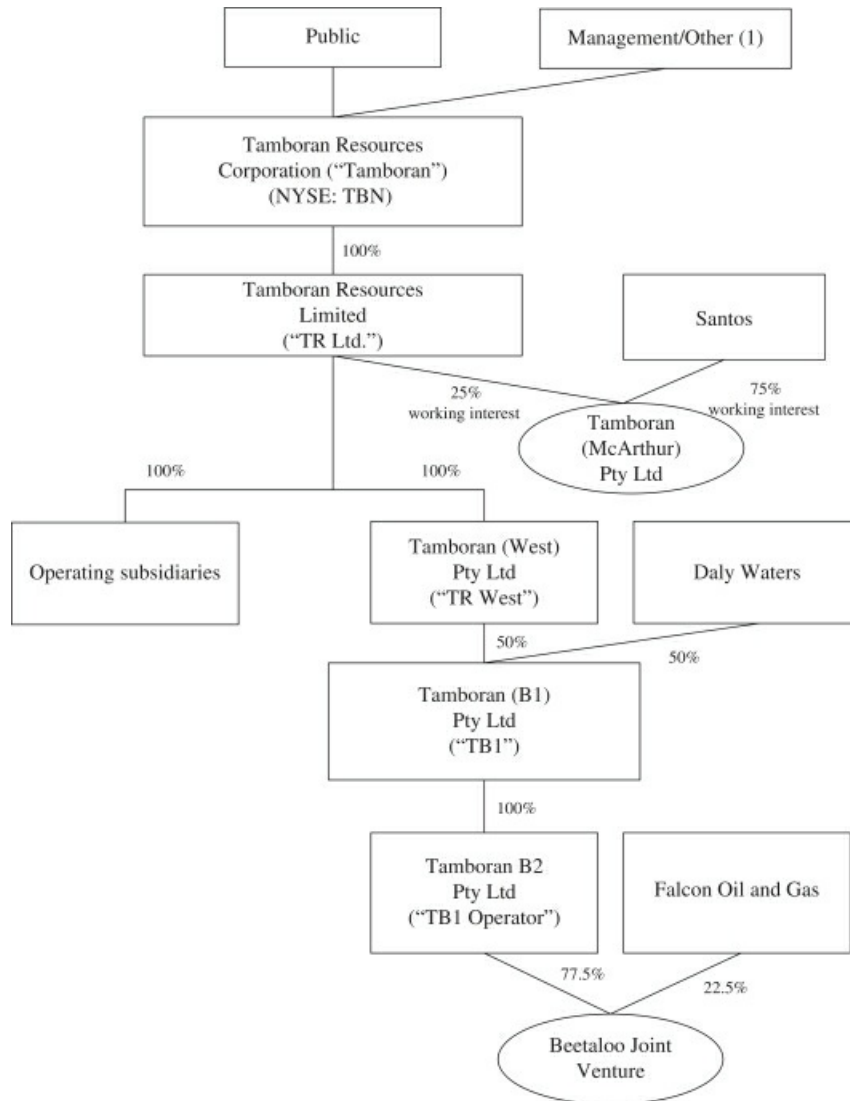 Public
Management/Other (1)
Tamboran Resources
Corporation (“Tamboran”)
(NYSE: TBN)
100%
Tamboran Resources
Limited
(“TR Ltd.”)
Santos
25%
working interest
75%
working interest
Tamboran
(McArthur)
Pty Ltd
100%
100%
Operating subsidiaries
Tamboran (West)
Pty Ltd
(“TR West”)
Daly Waters
50%
50%
Tamboran (B1)
Pty Ltd
(“TB1”)
100%
Tamboran B2
Pty Ltd
(“TB1 Operator”)
Falcon Oil and Gas
77.5%
22.5%
Beetaloo Joint
Venture